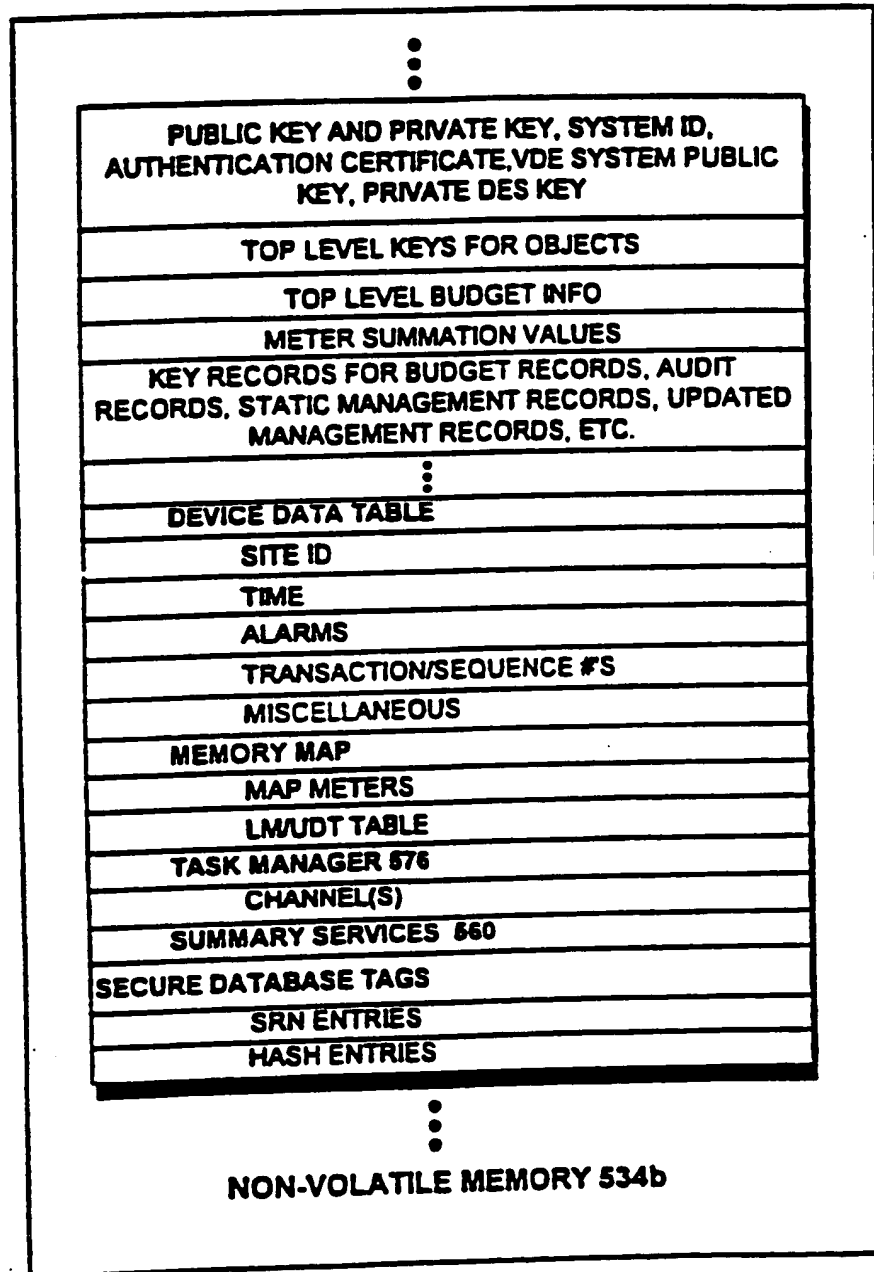 PUBLIC KEY AND PRIVATE KEY, SYSTEM ID,
AUTHENTICATION CERTIFICATE,VDE SYSTEM PUBLIC
KEY, PRIVATE DES KEY
TOP LEVEL KEYS FOR OBJECTS
TOP LEVEL BUDGET INFO
METER SUMMATION VALUES
KEY RECORDS FOR BUDGET RECORDS, AUDIT
RECORDS, STATIC MANAGEMENT RECORDS, UPDATED
MANAGEMENT RECORDS, ETC.
DEVICE DATA TABLE
SITE ID
TIME
ALARMS
TRANSACTION/SEQUENCE #'S
MISCELLANEOUS
MEMORY MAP
MAP METERS
LM/UDT TABLE
TASK MANAGER 576
CHANNEL(S)
SUMMARY SERVICES 560
SECURE DATABASE TAGS
SRN ENTRIES
HASH ENTRIES
NON-VOLATILE MEMORY 534b